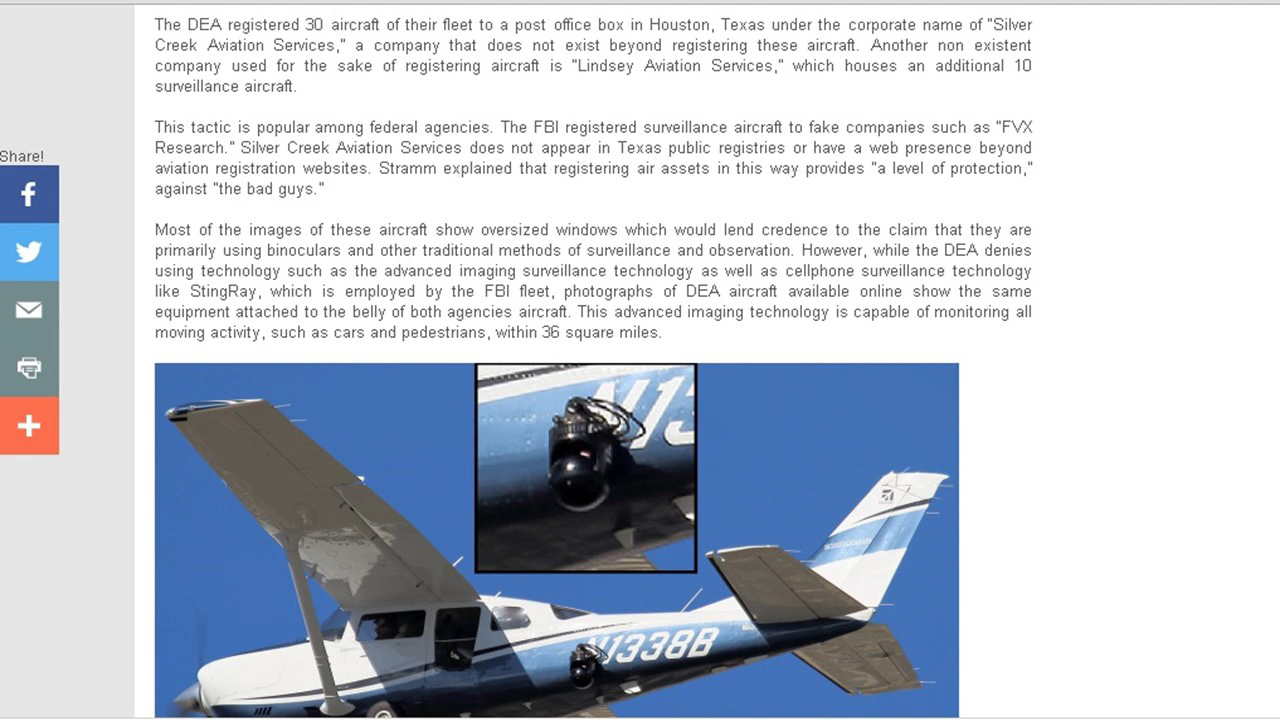 The DEA registered 30 aircraft of their fleet to a post office box in Houston, Texas under the corporate name of "Silver
Creek Aviation Services," a company that does not exist beyond registering these aircraft. Another non existent
company used for the sake of registering aircraft is "Lindsey Aviation Services," which houses an additional 10
surveillance aircraft.
This tactic is popular among federal agencies. The FBI registered surveillance aircraft to fake companies such as "FVX
Research." Silver Creek Aviation Services does not appear in Texas public registries or have a web presence beyond
aviation registration websites. Stramm explained that registering air assets in this way provides "a level of protection,"
against "the bad guys."
Most of the images of these aircraft show oversized windows which would lend credence to the claim that they are
primarily using binoculars and other traditional methods of surveillance and observation. However, while the DEA denies
using technology such as the advanced imaging surveillance technology as well as cellphone surveillance technology
like StingRay, which is employed by the FBI fleet, photographs of DEA aircraft available online show the same
equipment attached to the belly of both agencies aircraft. This advanced imaging technology is capable of monitoring all
moving activity, such as cars and pedestrians, within 36 square miles.
Share!
N13
N1338B